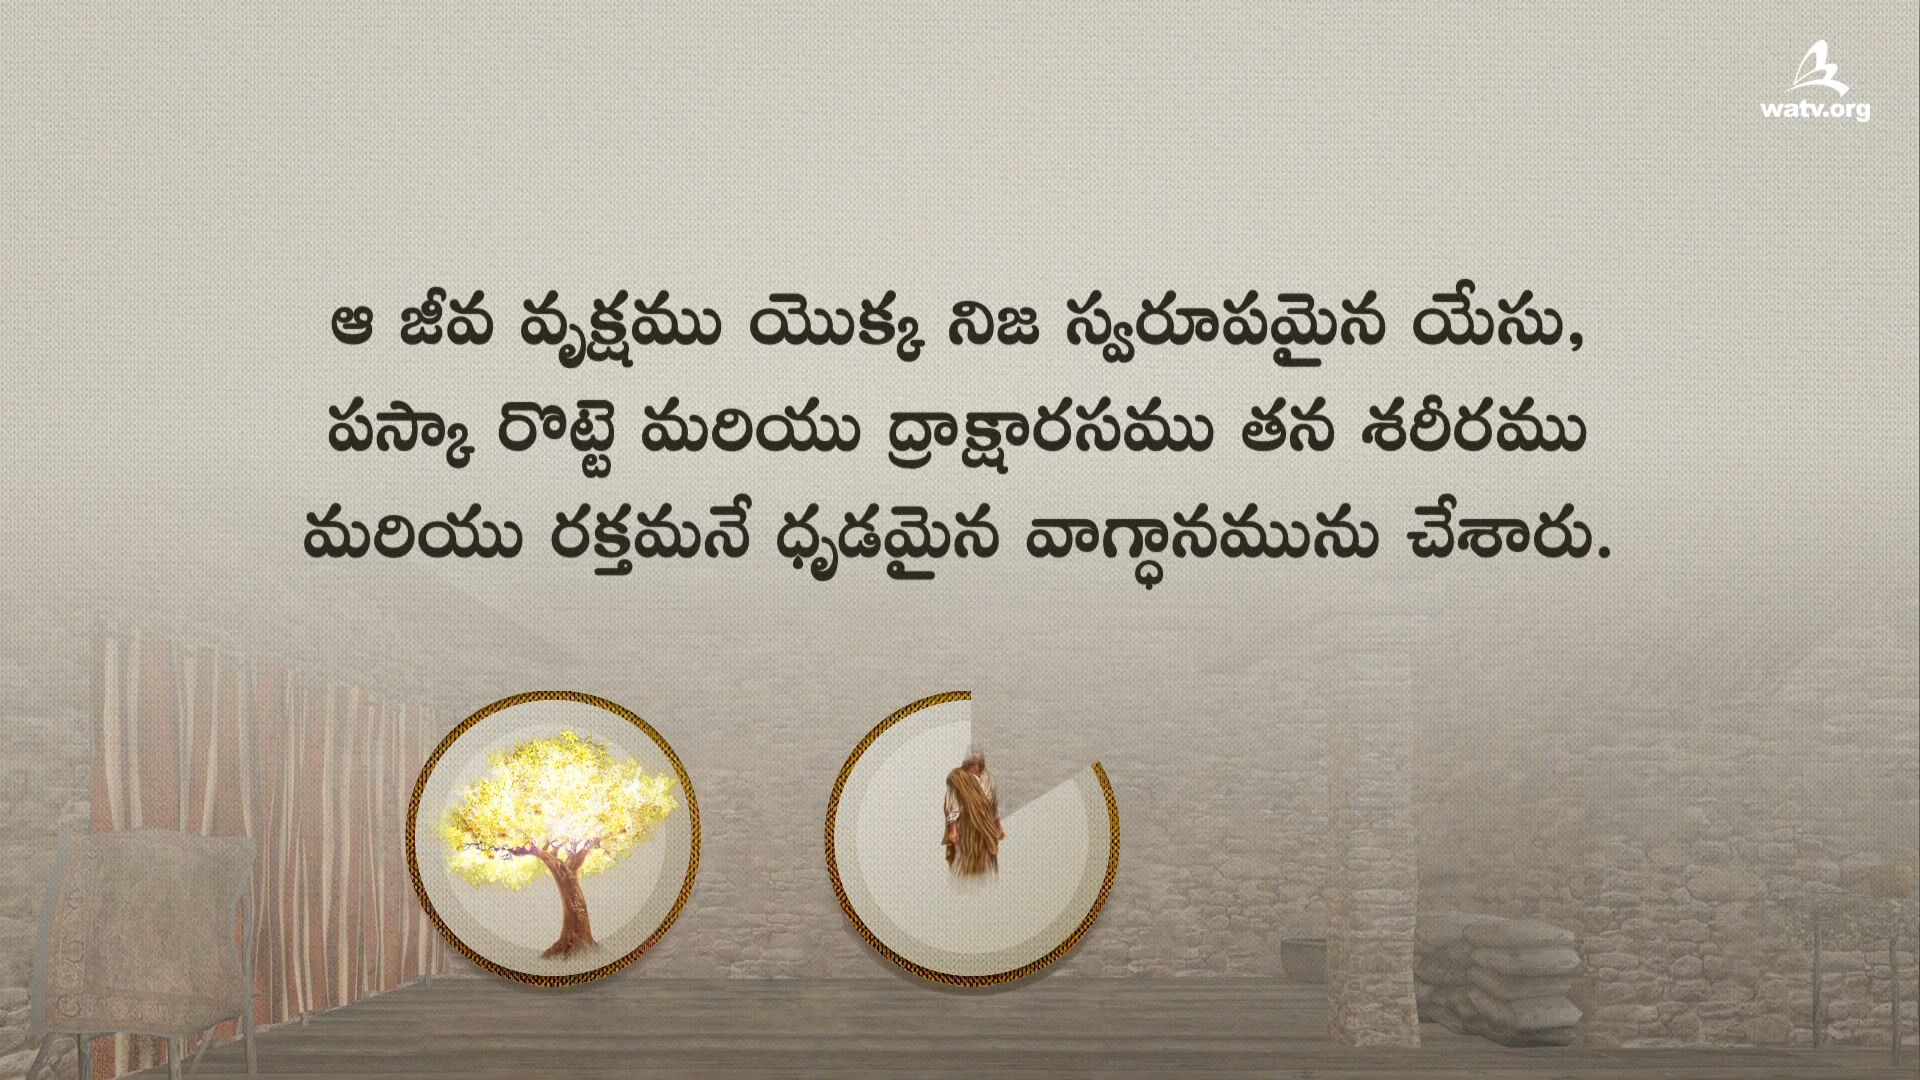 watv.org
ఆ జీవ వృక్షము యొక్క నిజ స్వరూపమైన యేసు,
పస్కా రొట్టె మరియు ద్రాక్షారసము తన శరీరము
మరియు రక్తమనే ధృడమైన వాగ్ధానమును చేశారు.